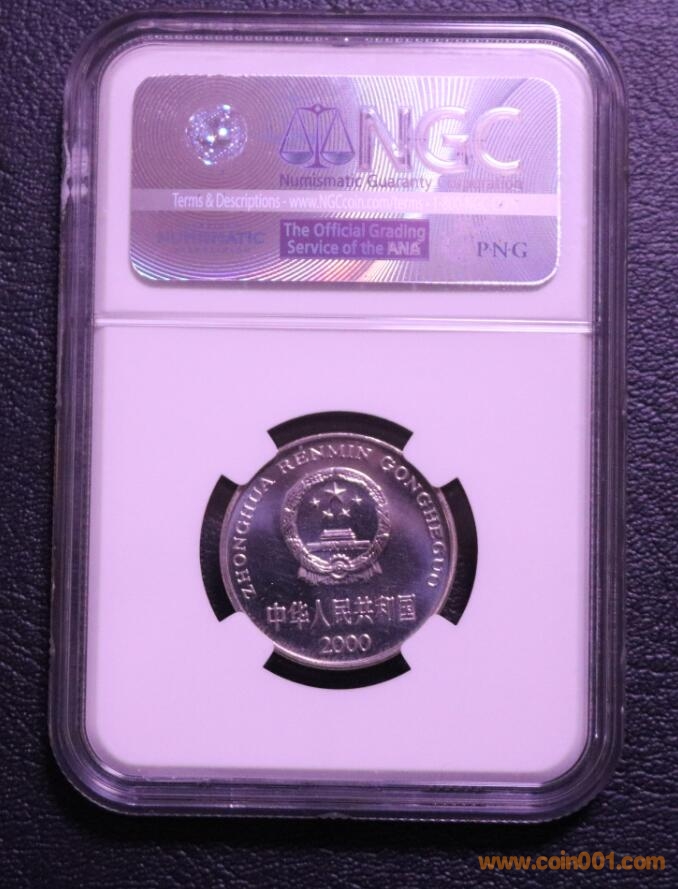 NGC
Numismatic Guaranty Corporation
Terms & Descriptions - www.NGCcoin.com/terms •
NUMISMATIC
The Official Grading
Service of the ANA
PNG
ZHONGHUA RENMIN GONGHEGUO
中华人民共和国
2000
www.coin001.com